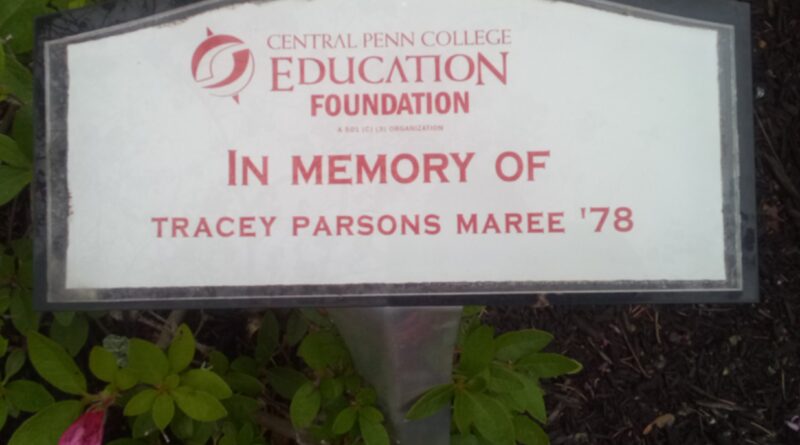 CENTRAL PENN COLLEGE
EDUCATION
FOUNDATION
A 501 (C) (3) ORGANIZATION
IN MEMORY OF
TRACEY PARSONS MAREE '78